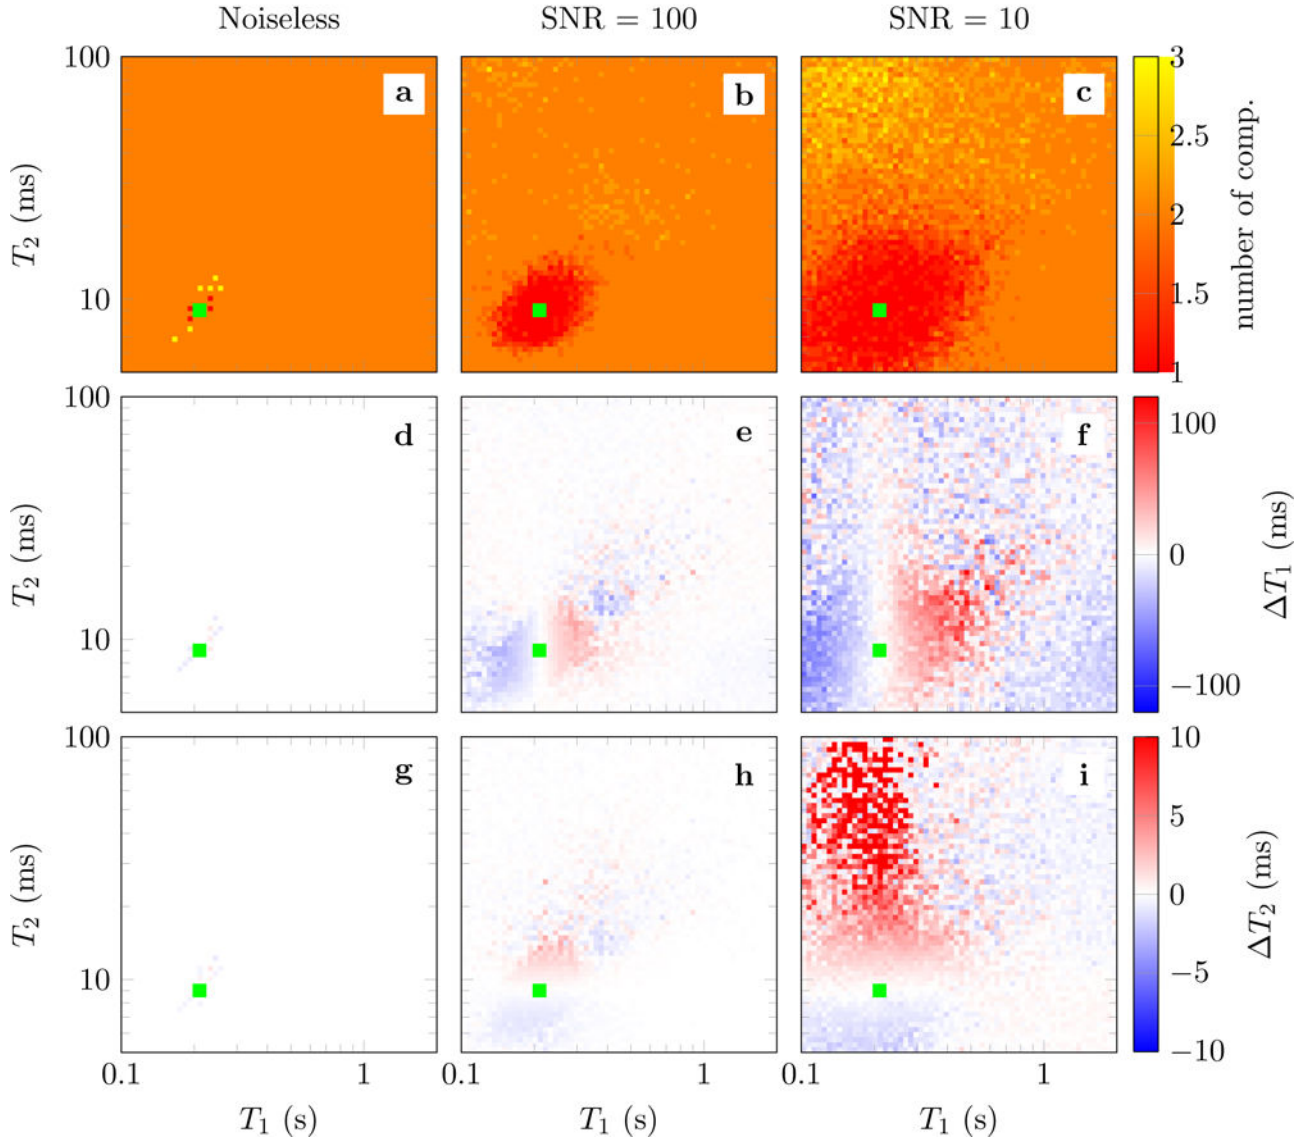 Noiseless SNR = 100 SNR = 10
100 a b c 3
2.5
T₂ (ms) 2 number of comp.
10 1.5
1
100 d e f 100
T₂ (ms) 0 ΔT₁ (ms)
10 −100
100 g h i 10
5
T₂ (ms) 0 ΔT₂ (ms)
10 −5
−10
0.1 1 0.1 1 0.1 1
T₁ (s) T₁ (s) T₁ (s)